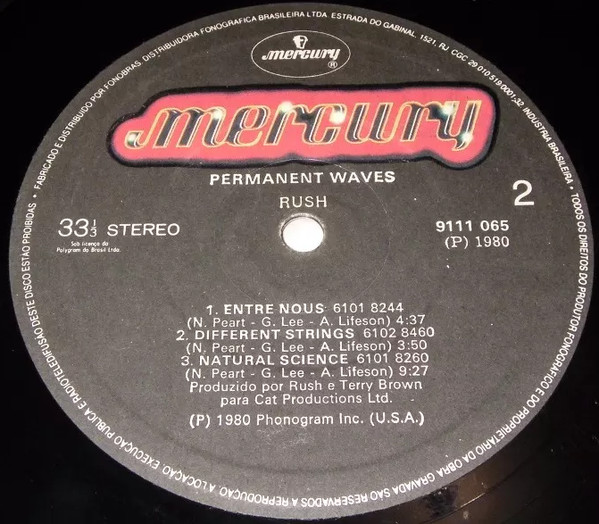 • FABRICADO E DISTRIBUIDO POR FONOBRAS. DISTRIBUIDORA FONOGRAFICA BRASILEIRA LTDA ESTRADA DO GABINAL, 1521, RJ CGC 29 010 519 0001:32. INDUSTRIA BRASILEIRA •
mercury
®
mercury
PERMANENT WAVES
2
RUSH
33 1/3 STEREO
9111 065
Sob licença da
(P) 1980
Polygram do Brasil Ltda.
1. ENTRE NOUS 6101 8244
(N. Peart - G. Lee - A. Lifeson) 4:37
2. DIFFERENT STRINGS 6102 8460
(N. Peart - G. Lee - A. Lifeson) 3:50
3. NATURAL SCIENCE 6101 8260
(N. Peart - G. Lee - A. Lifeson) 9:27
Produzido por Rush e Terry Brown
para Cat Productions Ltd.
(P) 1980 Phonogram Inc. (U.S.A.)
TODOS OS DIREITOS DO PRODUTOR FONOGRAFICO E DO PROPRIETARIO DA OBRA GRAVADA SAO RESERVADOS A REPRODUÇÃO, A LOCAÇÃO, EXECUÇÃO PUBLICA E RADIOTELEDIFUSÃO DESTE DISCO ESTÃO PROIBIDAS •